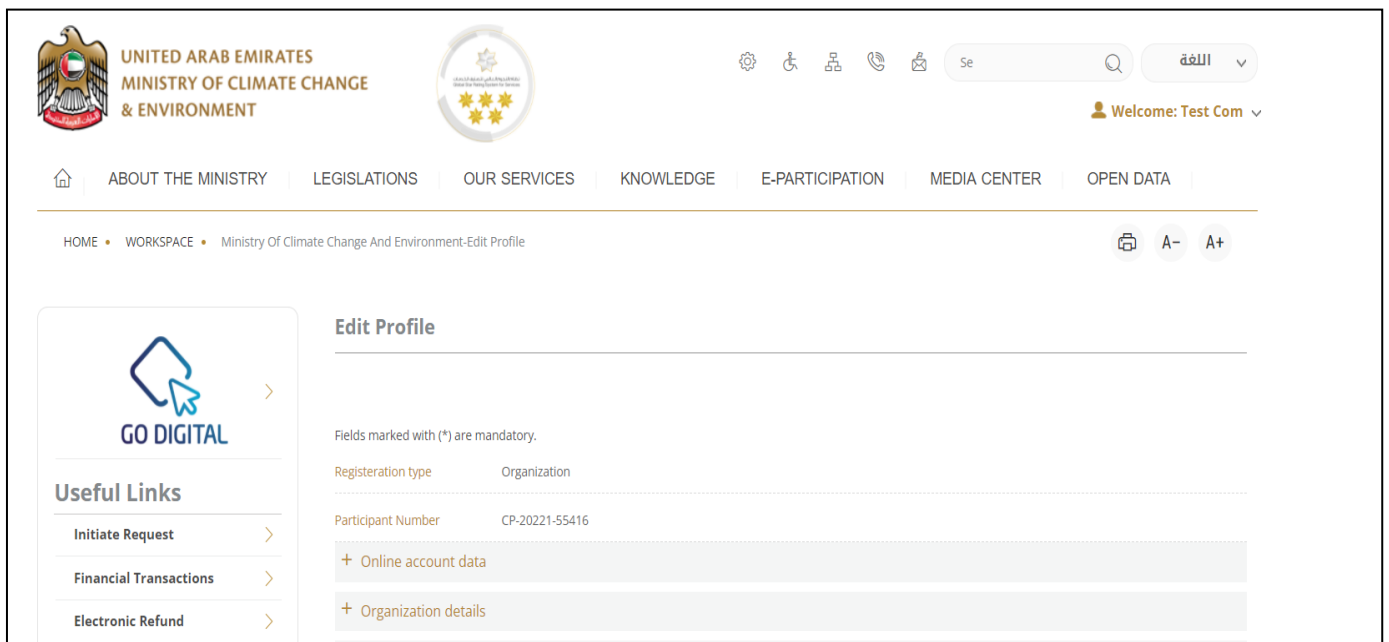 UNITED ARAB EMIRATES
MINISTRY OF CLIMATE CHANGE
& ENVIRONMENT
Se
اللغة
Welcome: Test Com
ABOUT THE MINISTRY
LEGISLATIONS
OUR SERVICES
KNOWLEDGE
E-PARTICIPATION
MEDIA CENTER
OPEN DATA
HOME • WORKSPACE • Ministry Of Climate Change And Environment-Edit Profile
A-
A+
GO DIGITAL
Useful Links
Initiate Request
Financial Transactions
Electronic Refund
Edit Profile
Fields marked with (*) are mandatory.
Registeration type Organization
Participant Number CP-20221-55416
+ Online account data
+ Organization details